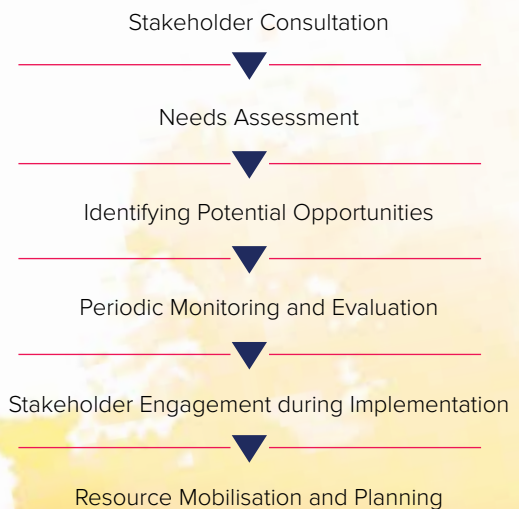 Stakeholder Consultation
Needs Assessment
Identifying Potential Opportunities
Periodic Monitoring and Evaluation
Stakeholder Engagement during Implementation
Resource Mobilisation and Planning